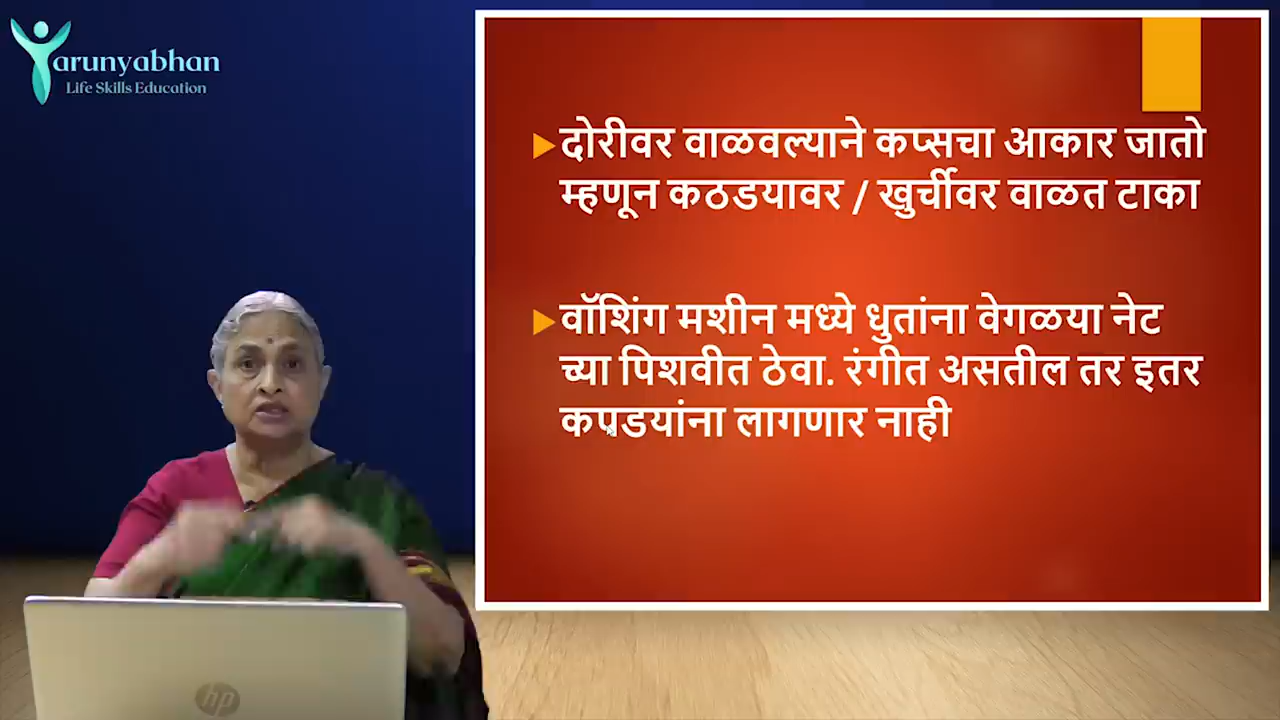 Tarunyabhan
Life Skills Education
दोरीवर वाळवल्याने कप्सचा आकार जातो
म्हणून कठडयावर / खुर्चीवर वाळत टाका
वॉशिंग मशीन मध्ये धुतांना वेगळया नेट
च्या पिशवीत ठेवा. रंगीत असतील तर इतर
कपडयांना लागणार नाही
hp